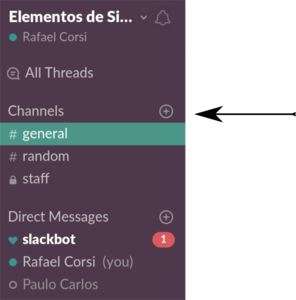 Elementos de Si...
Rafael Corsi
All Threads
Channels
# general
# random
staff
Direct Messages
slackbot 1
Rafael Corsi (you)
Paulo Carlos